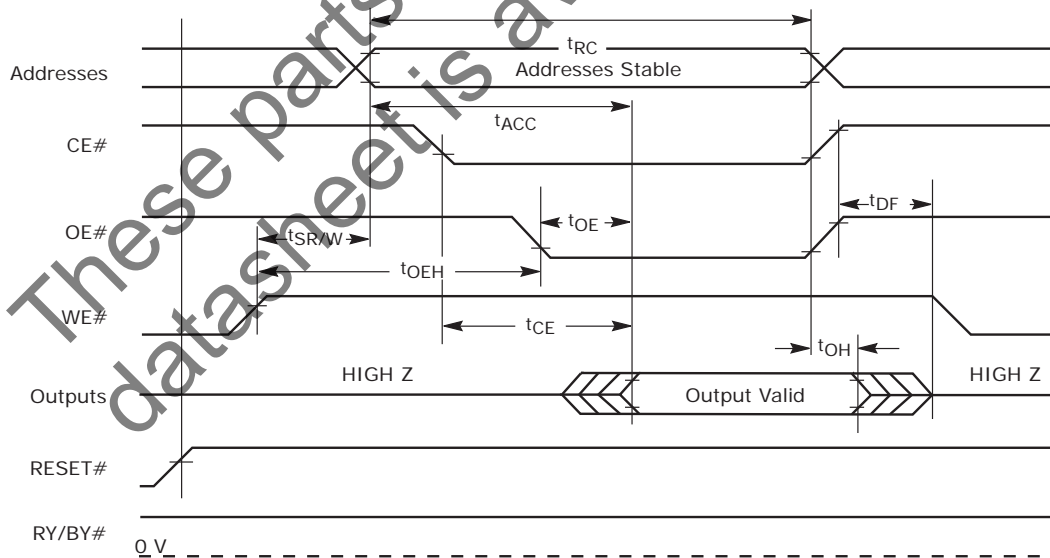 tRC
Addresses
Addresses Stable
tACC
CE#
tDF
OE#
tOE
tSR/W
tOEH
WE#
tCE
tOH
HIGH Z
HIGH Z
Outputs
Output Valid
RESET#
RY/BY#
0 V
These parts
datasheet is a